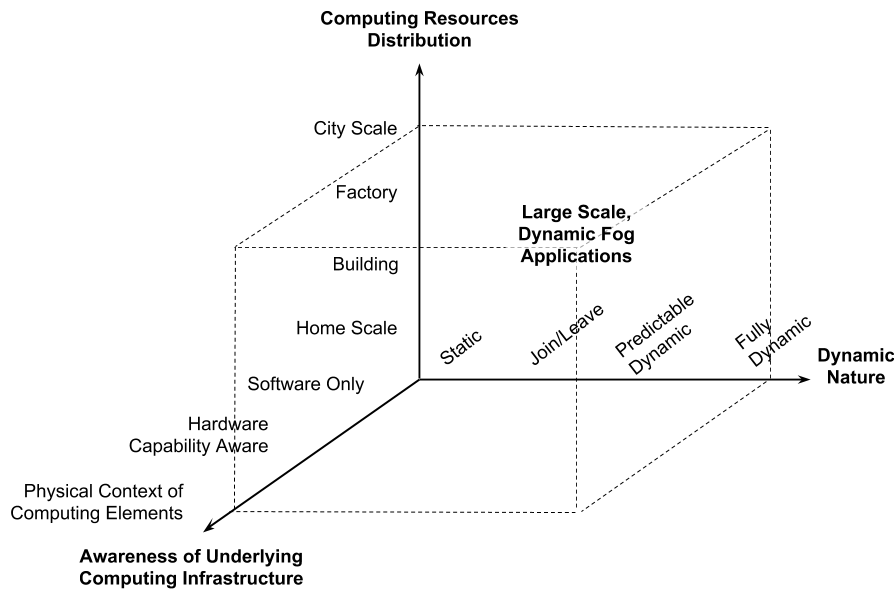 Computing Resources
Distribution
City Scale
Factory
Large Scale,
Dynamic Fog
Applications
Building
Home Scale
Static
Join/Leave
Predictable
Dynamic
Fully
Dynamic
Dynamic
Nature
Software Only
Hardware
Capability Aware
Physical Context of
Computing Elements
Awareness of Underlying
Computing Infrastructure